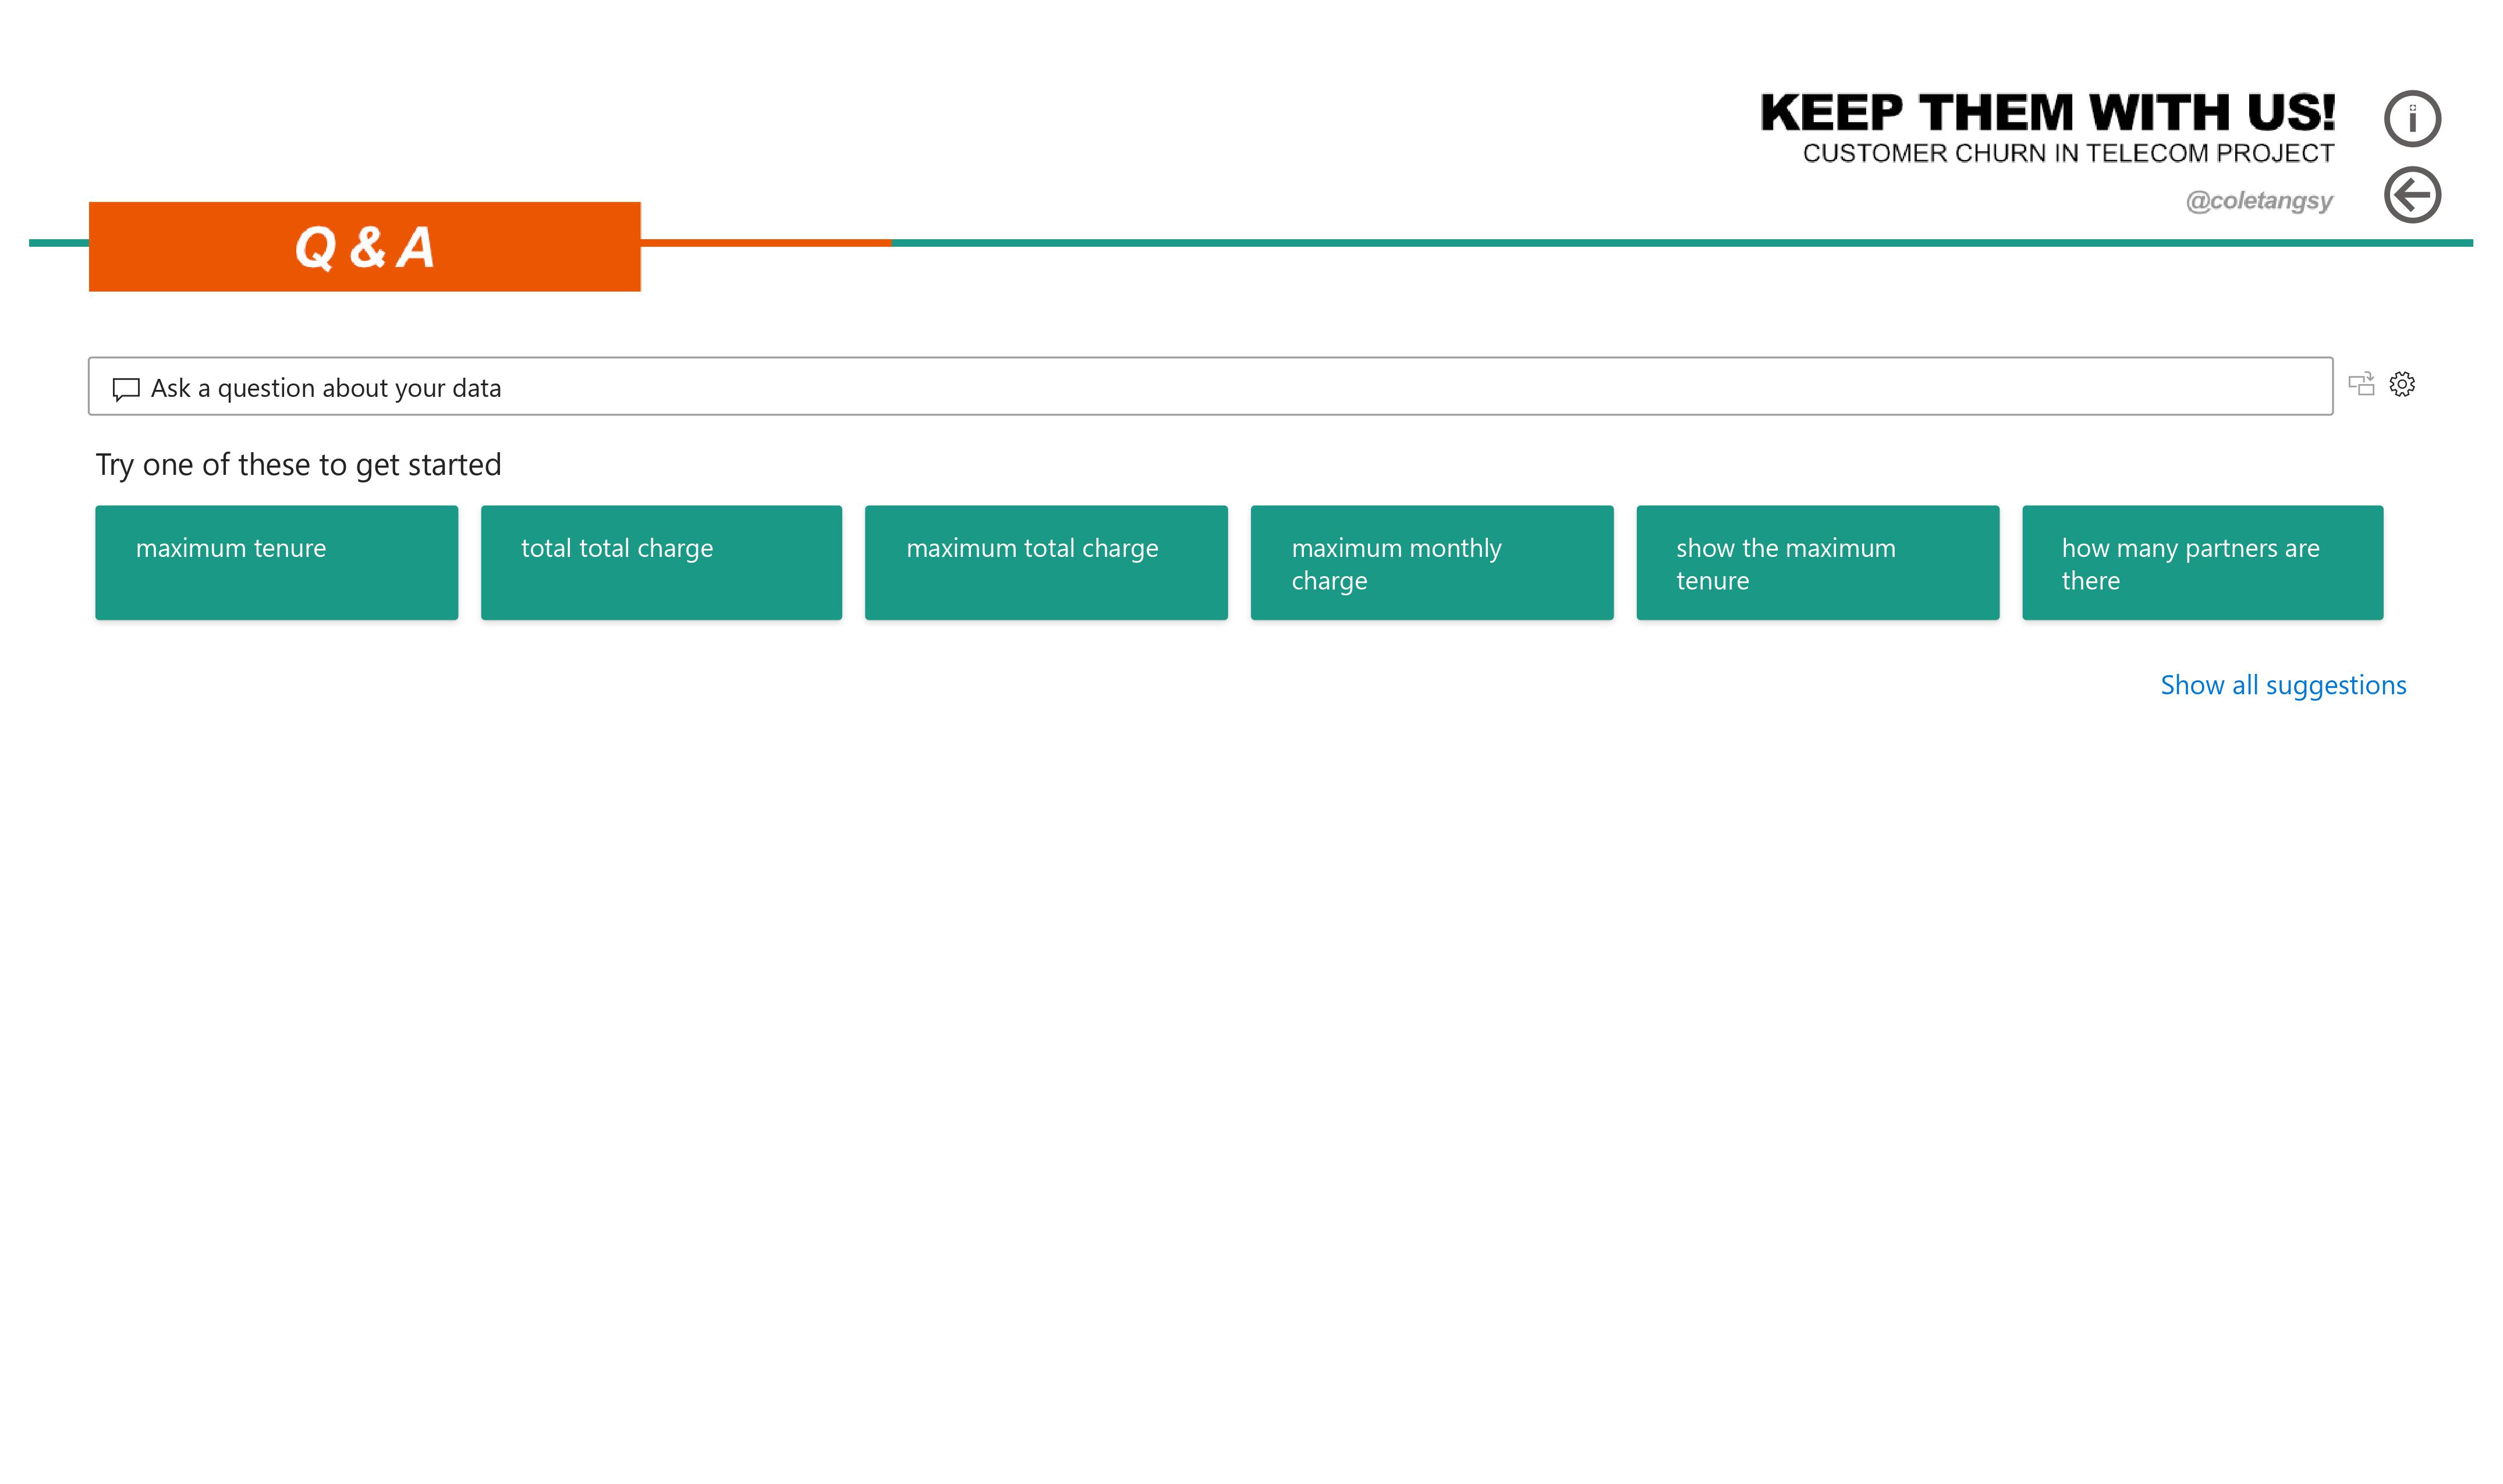 KEEP THEM WITH US!
CUSTOMER CHURN IN TELECOM PROJECT
@coletangsy
Q & A
Ask a question about your data
Try one of these to get started
maximum tenure
total total charge
maximum total charge
maximum monthly
charge
show the maximum
tenure
how many partners are
there
Show all suggestions